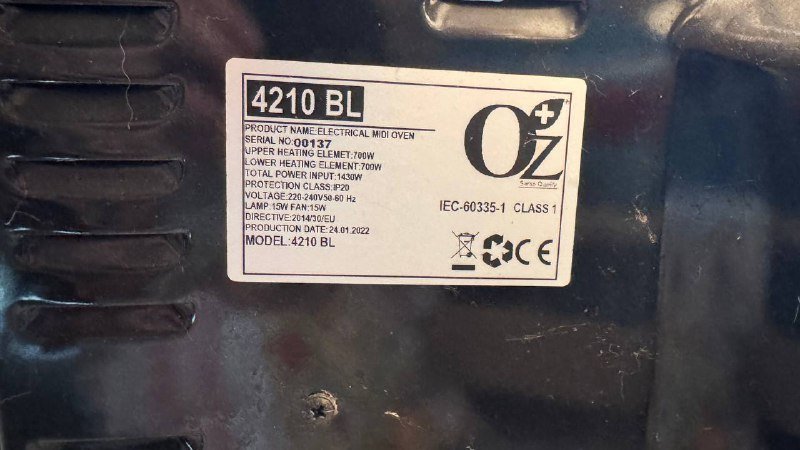 4210 BL
PRODUCT NAME:ELECTRICAL MIDI OVEN
SERIAL NO:00137
UPPER HEATING ELEMET:700W
LOWER HEATING ELEMENT:700W
TOTAL POWER INPUT:1430W
PROTECTION CLASS:IP20
VOLTAGE:220-240V50-60 Hz
LAMP:15W FAN:15W
DIRECTIVE:2014/30/EU
PRODUCTION DATE:24.01.2022
MODEL:4210 BL
Oz
Quality
IEC-60335-1 CLASS 1
CE